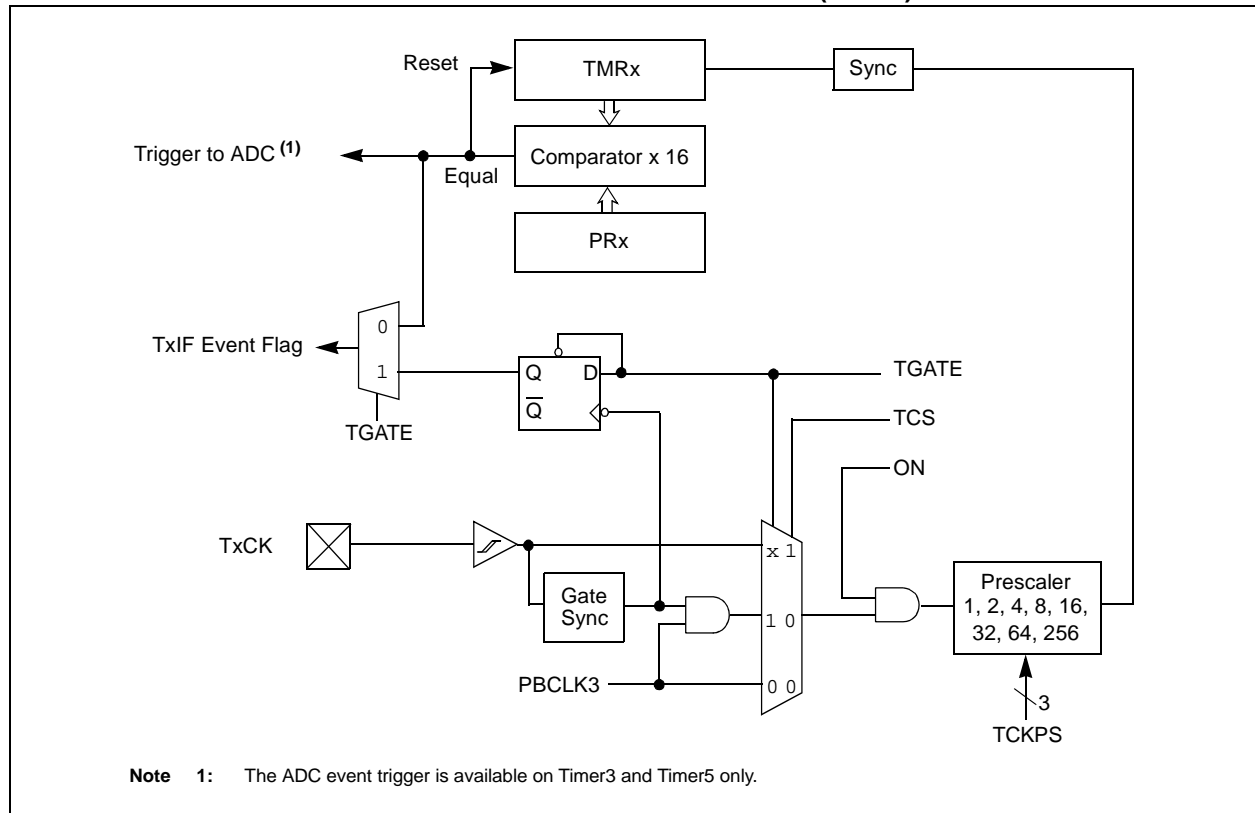 Reset
TMRx
Sync
Trigger to ADC (1)
Equal
Comparator x 16
PRx
0
1
TxIF Event Flag
TGATE
Q
D
Q
TGATE
TCS
ON
TxCK
x 1
Gate
Sync
1 0
PBCLK3
0 0
Prescaler
1, 2, 4, 8, 16,
32, 64, 256
3
TCKPS
Note 1: The ADC event trigger is available on Timer3 and Timer5 only.